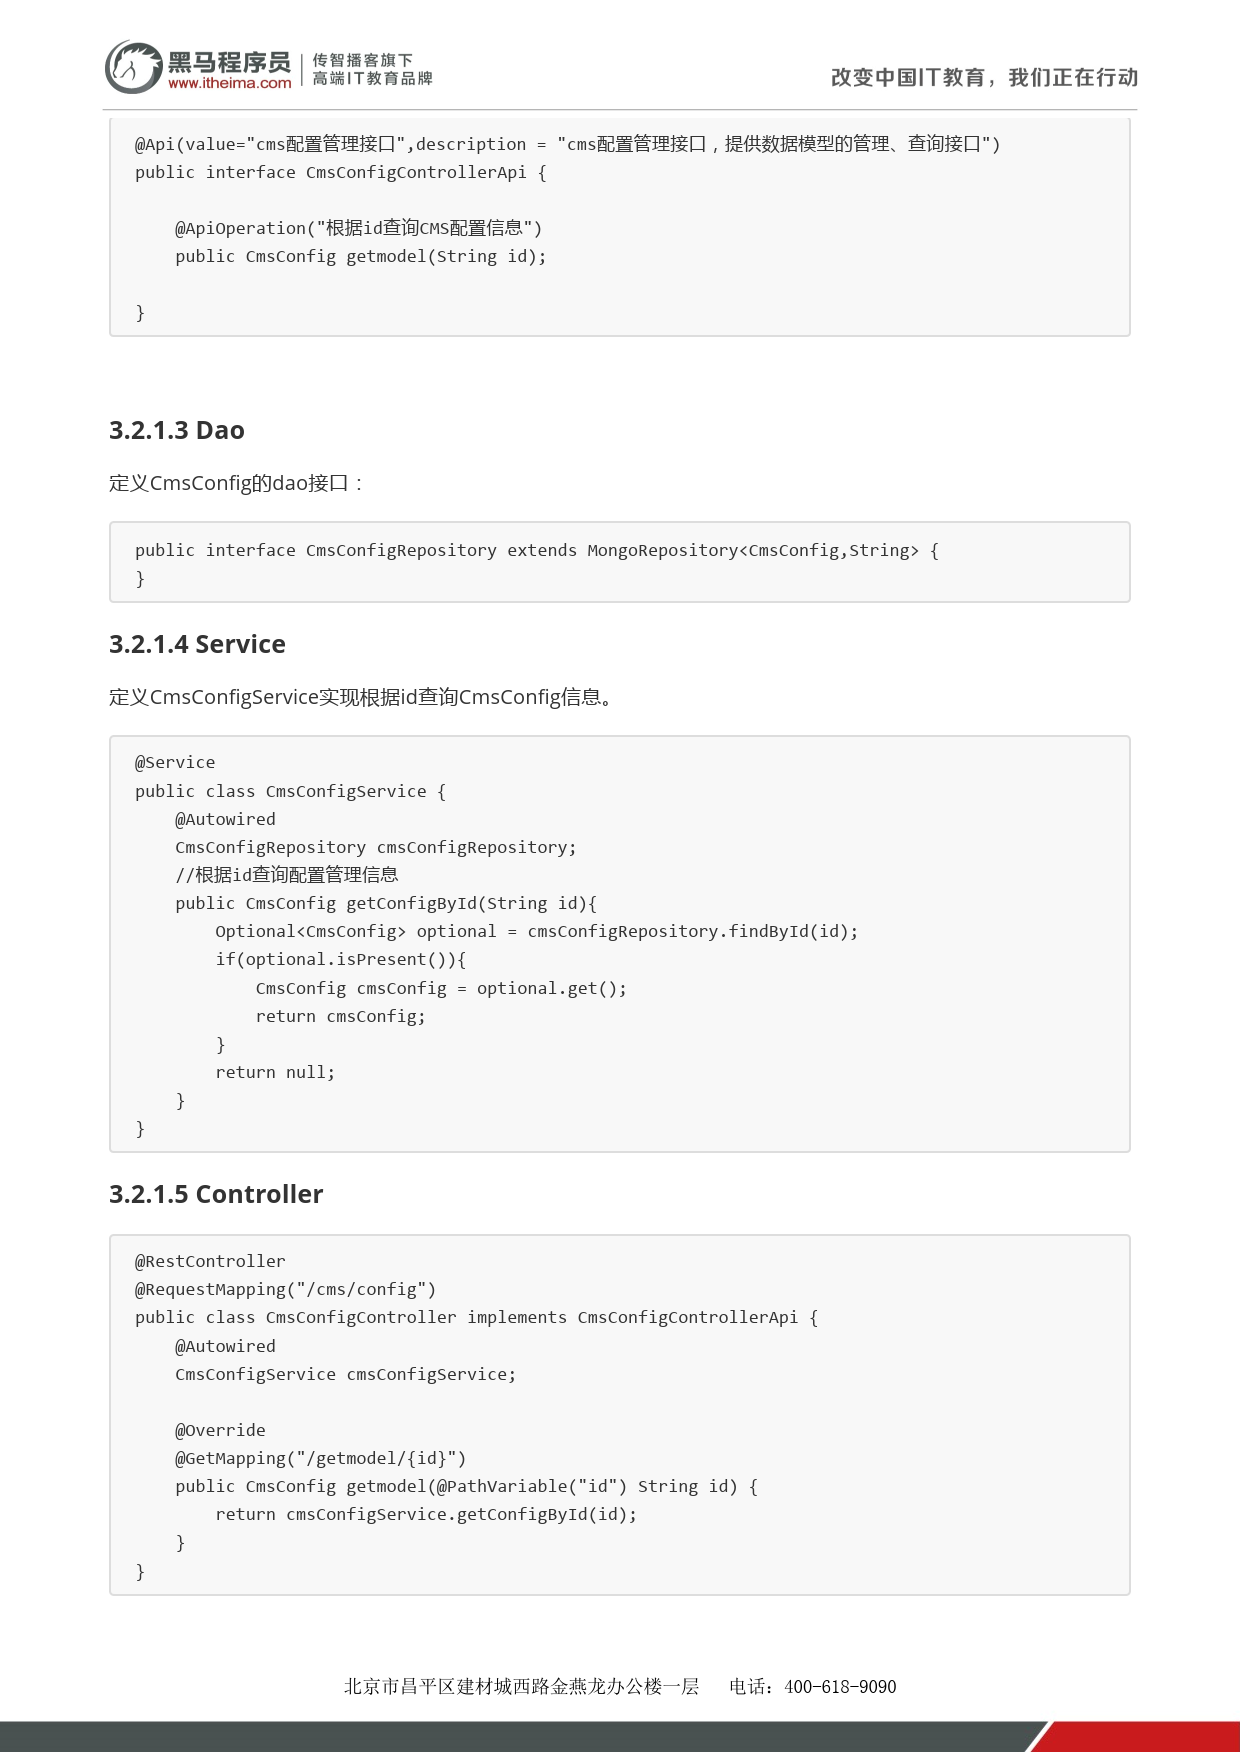 黑马程序员
www.itheima.com
传智播客旗下
高端IT教育品牌
改变中国IT教育，我们正在行动
@Api(value="cms配置管理接口",description = "cms配置管理接口，提供数据模型的管理、查询接口")
public interface CmsConfigControllerApi {
    @ApiOperation("根据id查询CMS配置信息")
    public CmsConfig getmodel(String id);
}
3.2.1.3 Dao
定义CmsConfig的dao接口：
public interface CmsConfigRepository extends MongoRepository<CmsConfig,String> {
}
3.2.1.4 Service
定义CmsConfigService实现根据id查询CmsConfig信息。
@Service
public class CmsConfigService {
    @Autowired
    CmsConfigRepository cmsConfigRepository;
    //根据id查询配置管理信息
    public CmsConfig getConfigById(String id){
        Optional<CmsConfig> optional = cmsConfigRepository.findById(id);
        if(optional.isPresent()){
            CmsConfig cmsConfig = optional.get();
            return cmsConfig;
        }
        return null;
    }
}
3.2.1.5 Controller
@RestController
@RequestMapping("/cms/config")
public class CmsConfigController implements CmsConfigControllerApi {
    @Autowired
    CmsConfigService cmsConfigService;
    @Override
    @GetMapping("/getmodel/{id}")
    public CmsConfig getmodel(@PathVariable("id") String id) {
        return cmsConfigService.getConfigById(id);
    }
}
北京市昌平区建材城西路金燕龙办公楼一层 电话：400-618-9090